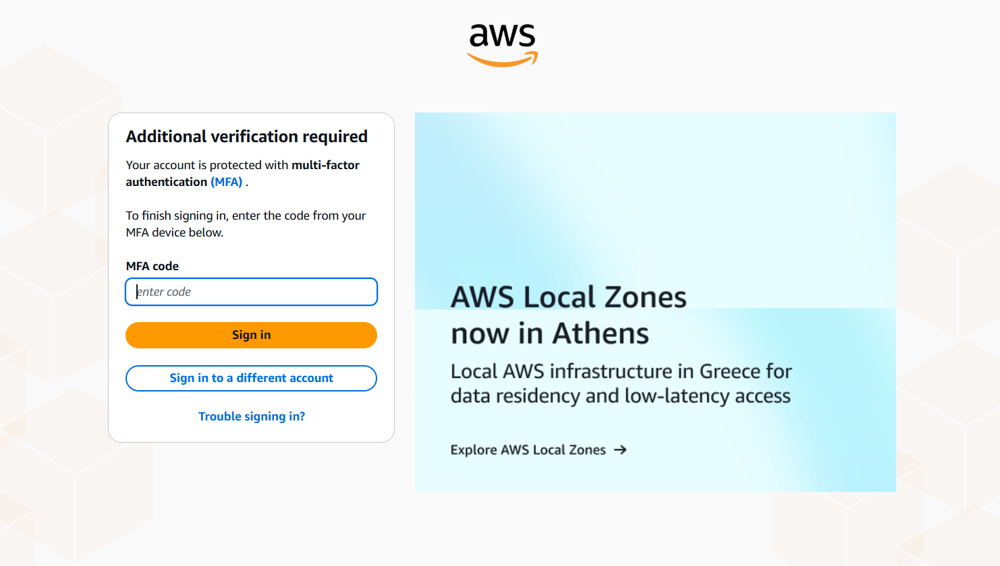 aws
Additional verification required
Your account is protected with multi-factor
authentication (MFA) .
To finish signing in, enter the code from your
MFA device below.
MFA code
enter code
Sign in
Sign in to a different account
Trouble signing in?
AWS Local Zones
now in Athens
Local AWS infrastructure in Greece for
data residency and low-latency access
Explore AWS Local Zones →